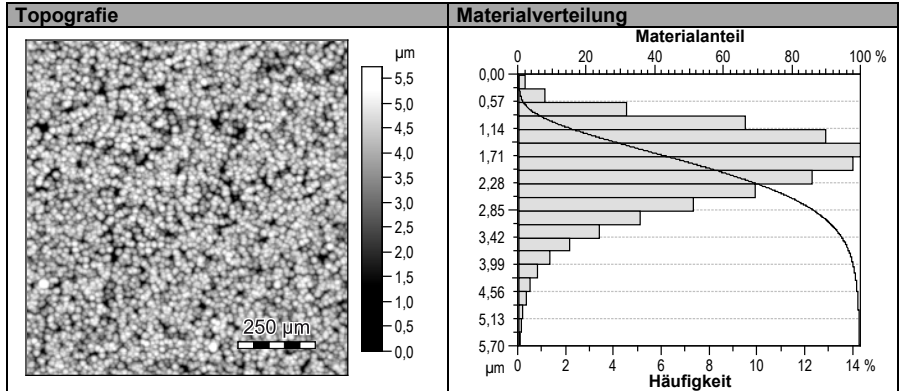 Topografie
µm
5,5
5,0
4,5
4,0
3,5
3,0
2,5
2,0
1,5
1,0
0,5
0,0
250 µm
Materialverteilung
Materialanteil
0 20 40 60 80 100 %
0,00
0,57
1,14
1,71
2,28
2,85
3,42
3,99
4,56
5,13
5,70
µm 0 2 4 6 8 10 12 14 %
Häufigkeit